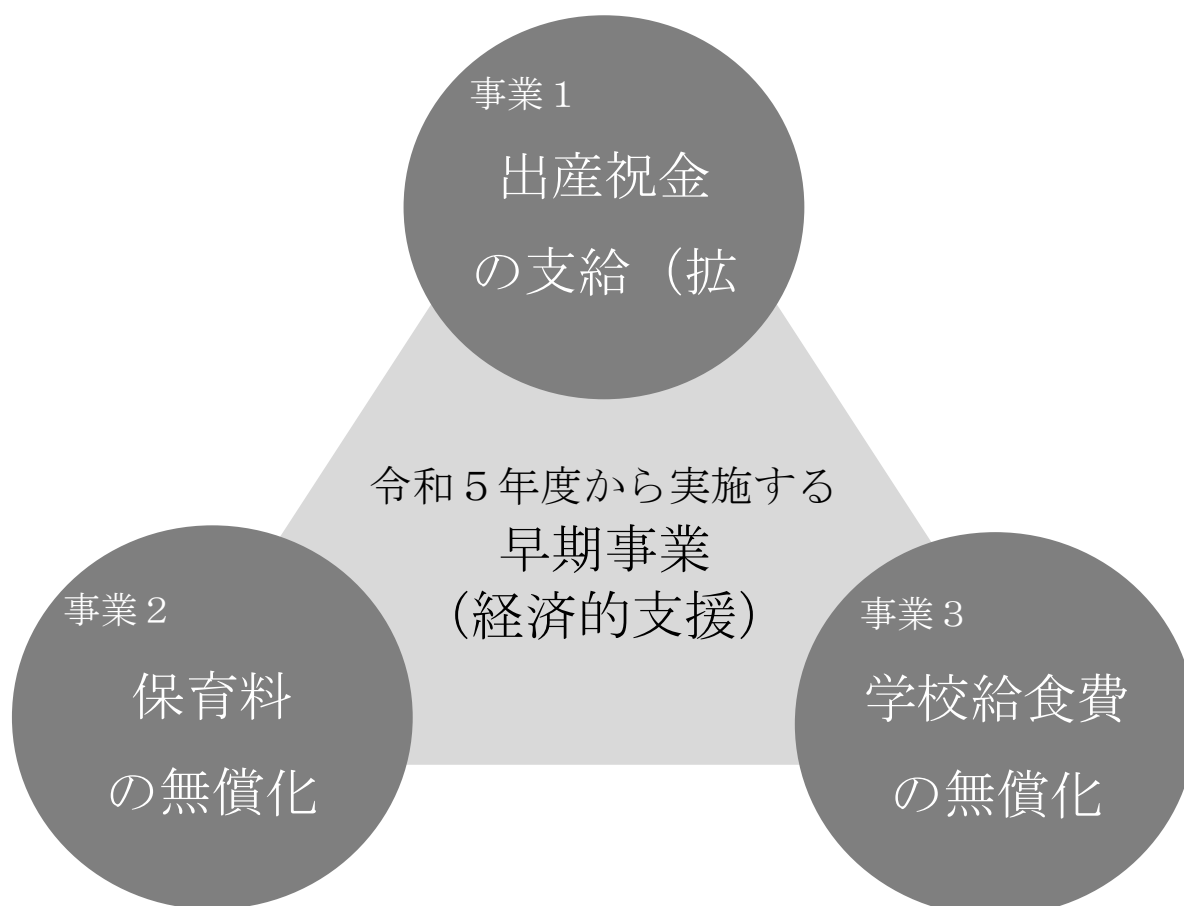 事業１
出産祝金
の支給（拡
令和５年度から実施する
早期事業
（経済的支援）
事業２
保育料
の無償化
事業３
学校給食費
の無償化